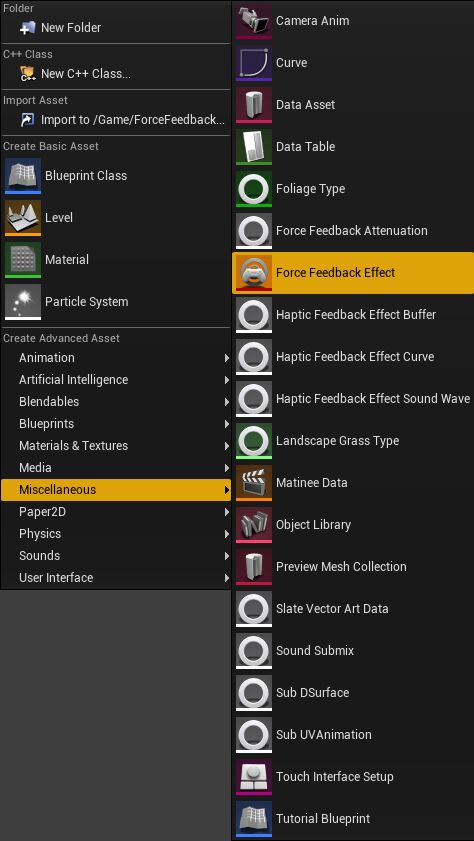 Folder
New Folder
C++ Class
New C++ Class...
Import Asset
Import to /Game/ForceFeedback...
Create Basic Asset
Blueprint Class
Level
Material
Particle System
Create Advanced Asset
Animation
Artificial Intelligence
Blendables
Blueprints
Materials & Textures
Media
Miscellaneous
Paper2D
Physics
Sounds
User Interface
Camera Anim
Curve
Data Asset
Data Table
Foliage Type
Force Feedback Attenuation
Force Feedback Effect
Haptic Feedback Effect Buffer
Haptic Feedback Effect Curve
Haptic Feedback Effect Sound Wave
Landscape Grass Type
Matinee Data
Object Library
Preview Mesh Collection
Slate Vector Art Data
Sound Submix
Sub DSurface
Sub UVAnimation
Touch Interface Setup
Tutorial Blueprint